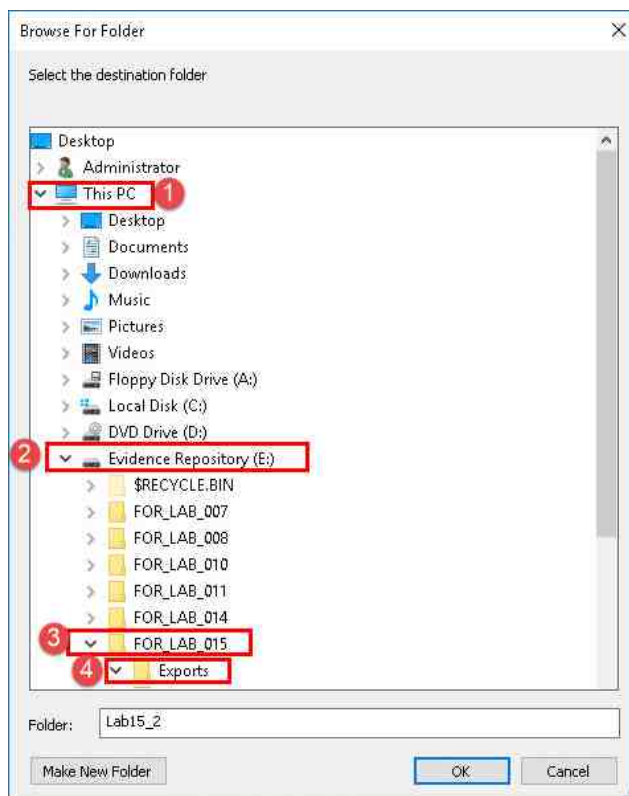 Browse For Folder
Select the destination folder
Desktop
Administrator
This PC 1
Desktop
Documents
Downloads
Music
Pictures
Videos
Floppy Disk Drive (A:)
Local Disk (C:)
DVD Drive (D:)
2 Evidence Repository (E:)
$RECYCLE.BIN
FOR_LAB_007
FOR_LAB_008
FOR_LAB_010
FOR_LAB_011
FOR_LAB_014
3 FOR_LAB_015
4 Exports
Folder: Lab15_2
Make New Folder OK Cancel